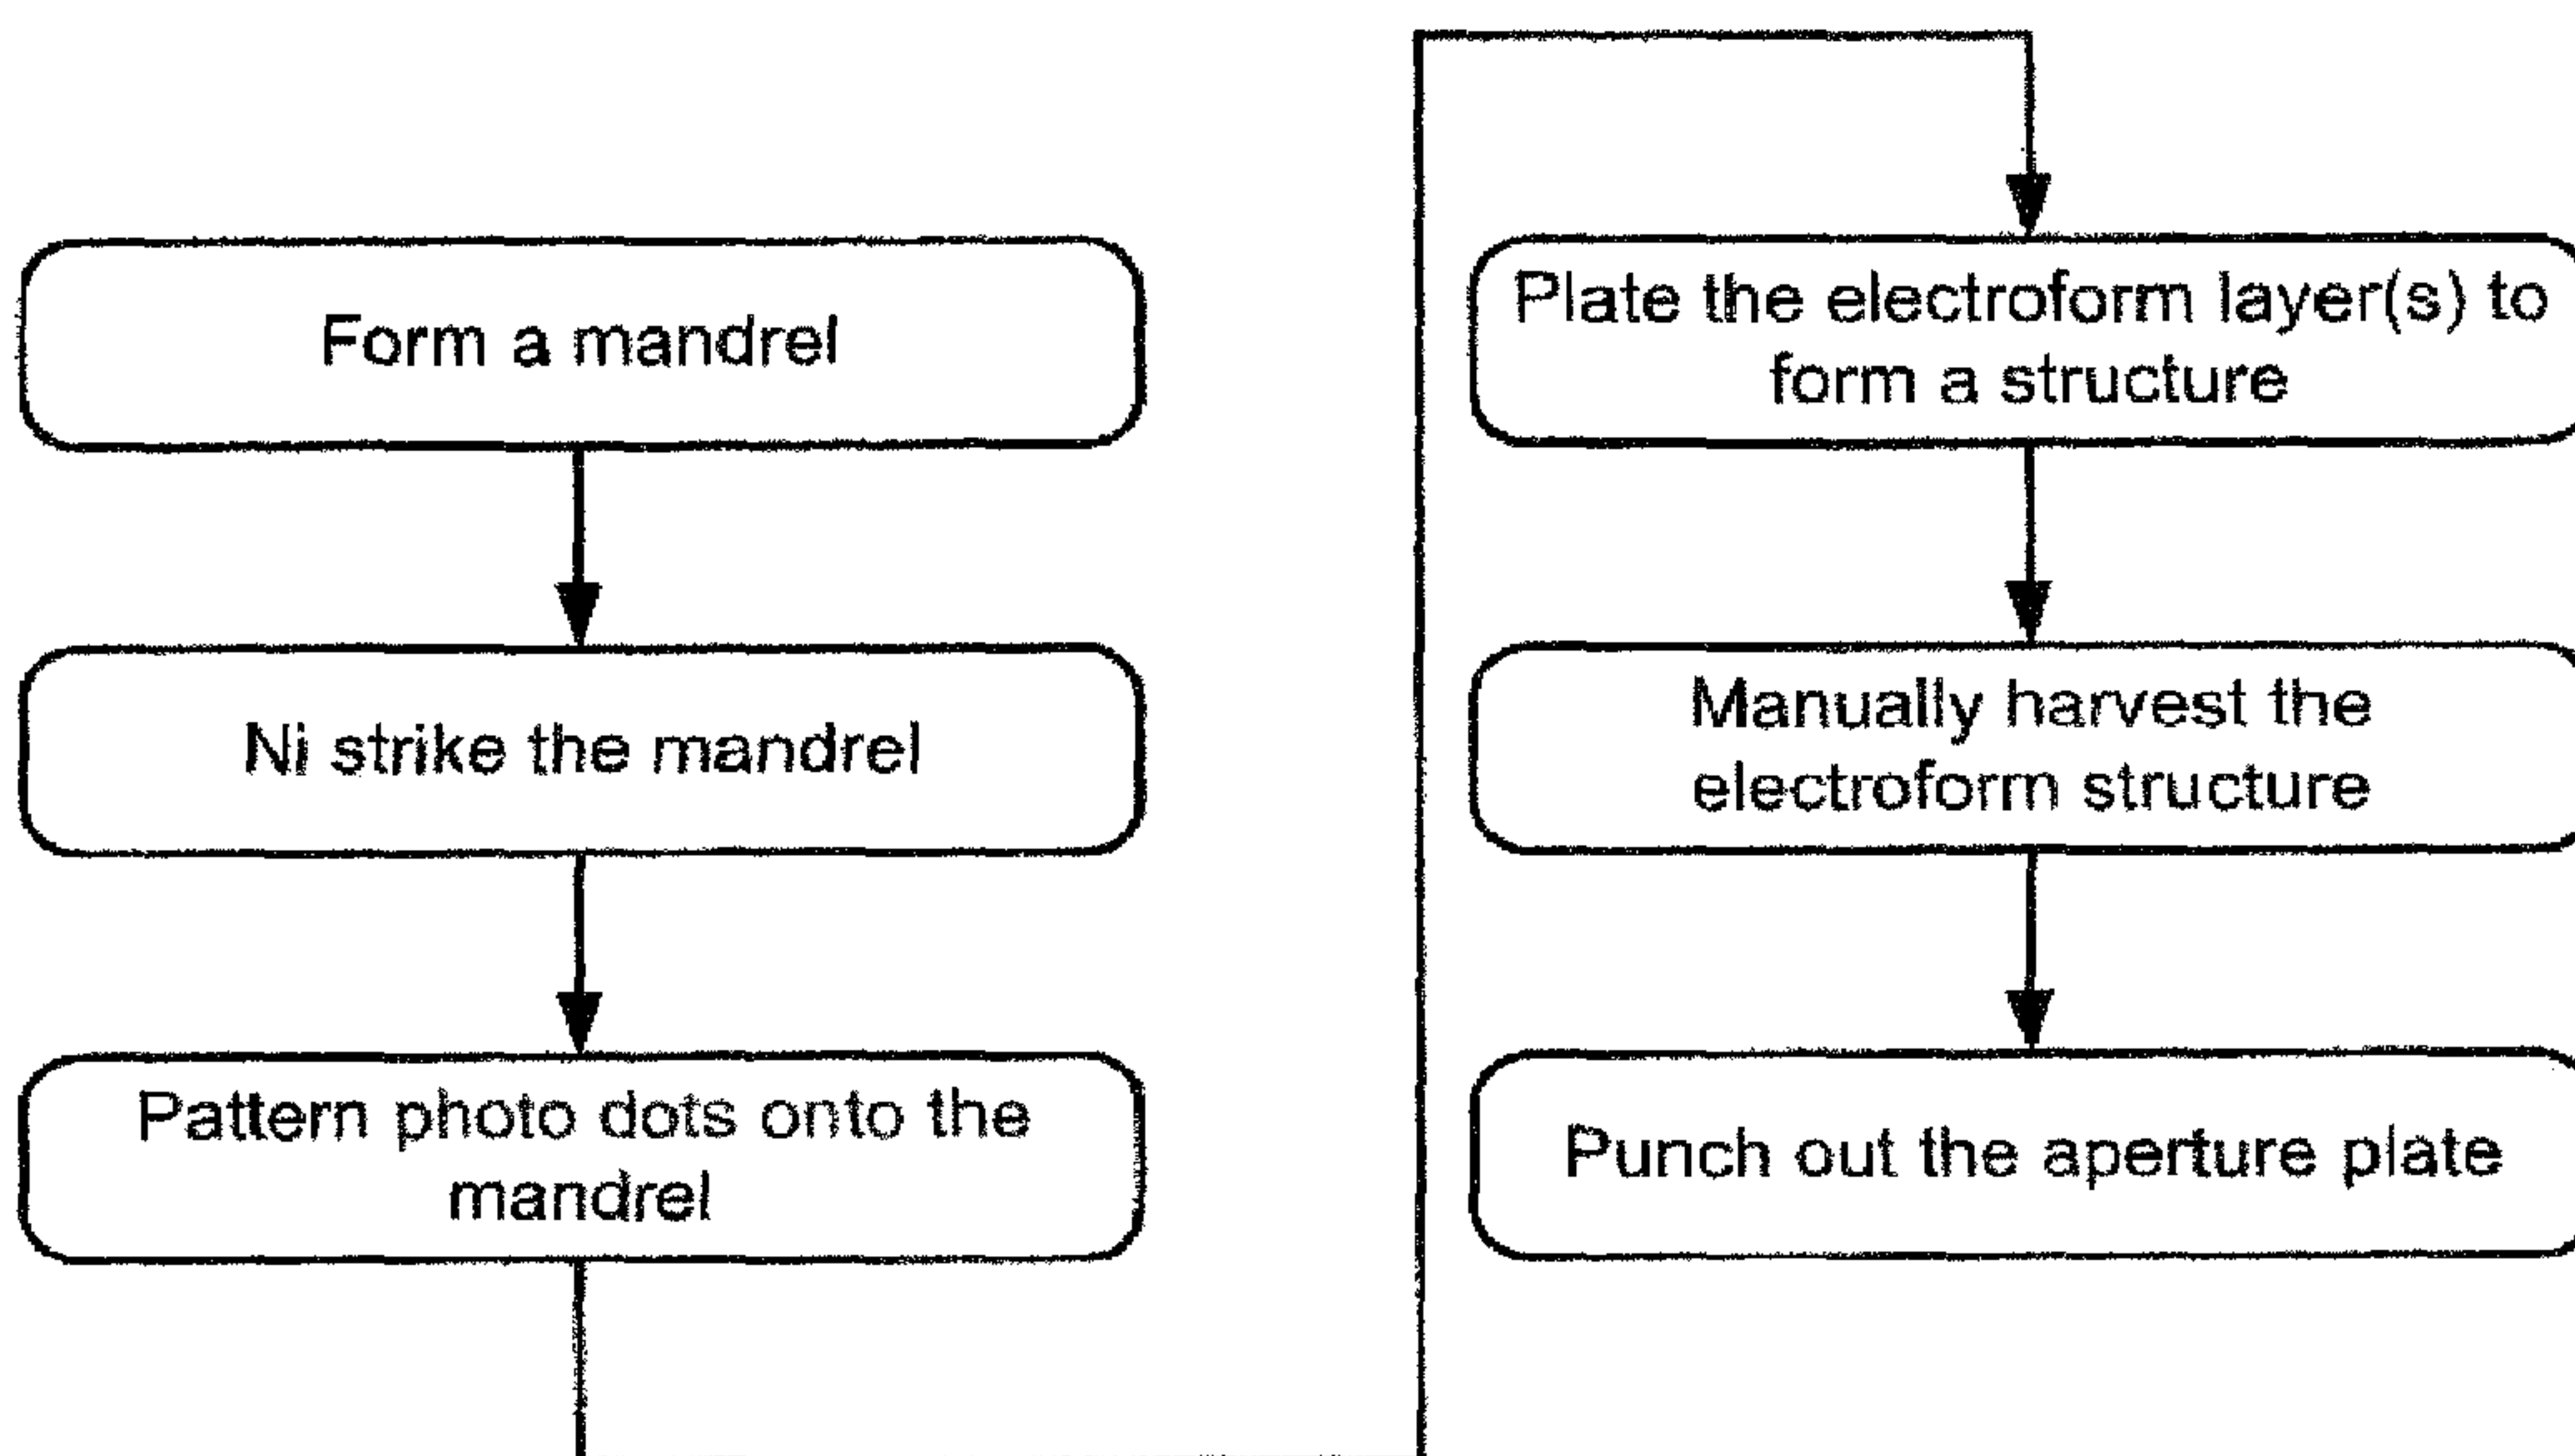 Form a mandrel
Ni strike the mandrel
Pattern photo dots onto the
mandrel
Plate the electroform layer(s) to
form a structure
Manually harvest the
electroform structure
Punch out the aperture plate